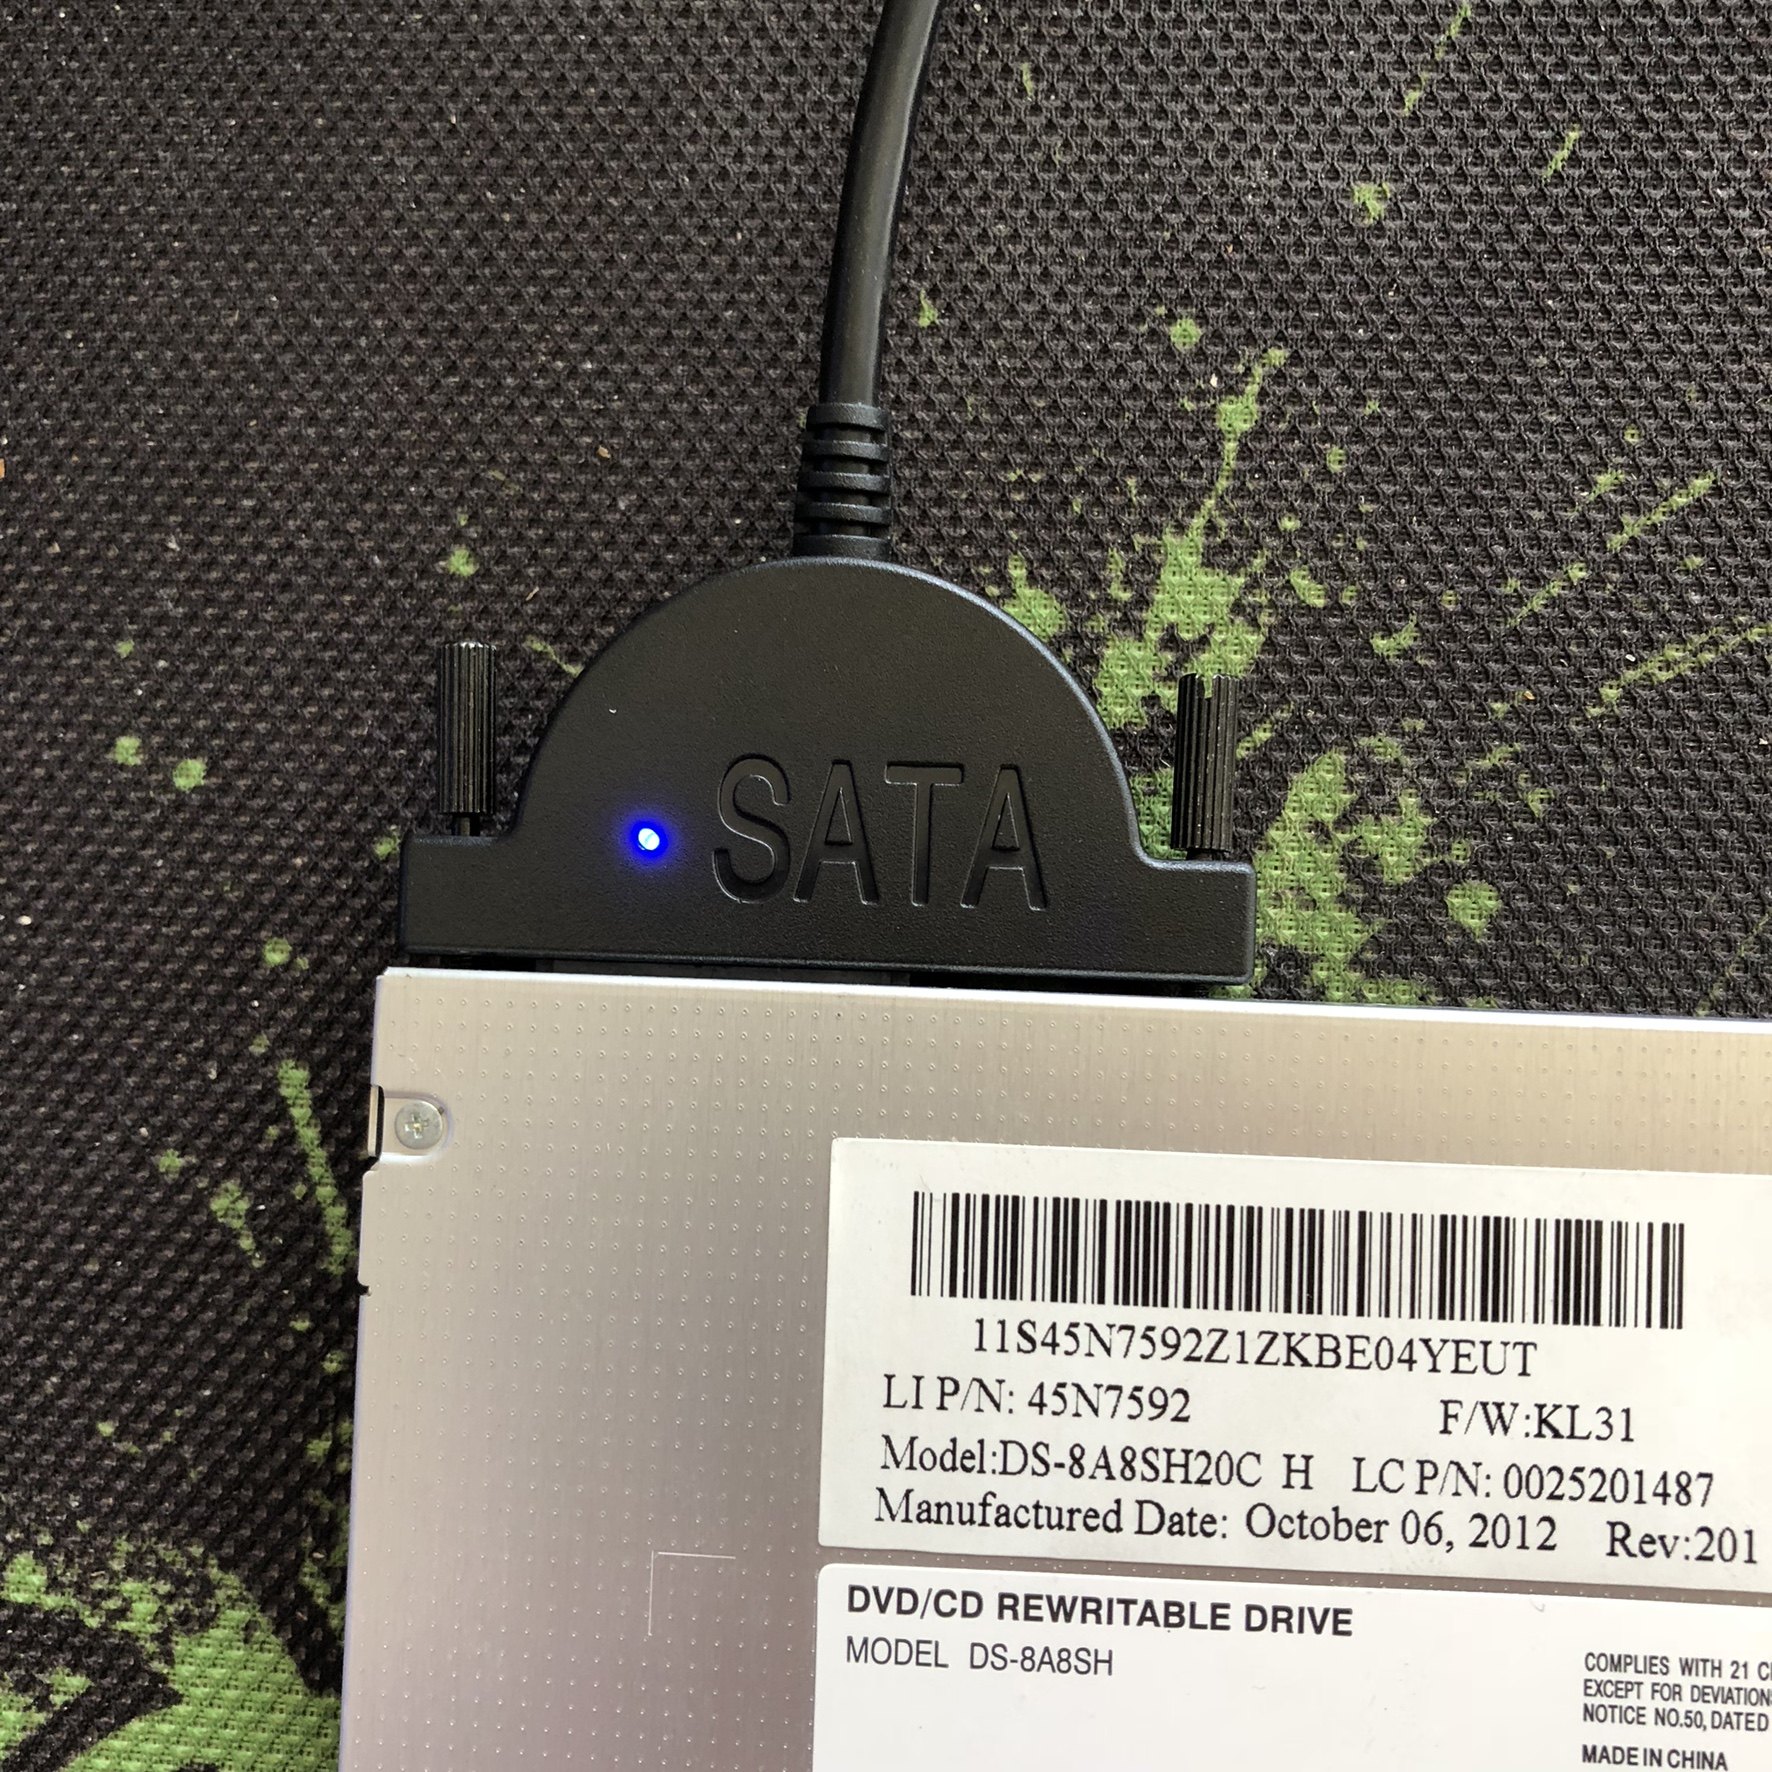 SATA
11S45N7592Z1ZKBE04YEUT
LI P/N: 45N7592 F/W:KL31
Model:DS-8A8SH20C H LC P/N: 0025201487
Manufactured Date: October 06, 2012 Rev:201
DVD/CD REWRITABLE DRIVE
MODEL DS-8A8SH
COMPLIES WITH 21
EXCEPT FOR
NOTICE NO.50, DATED
MADE IN CHINA